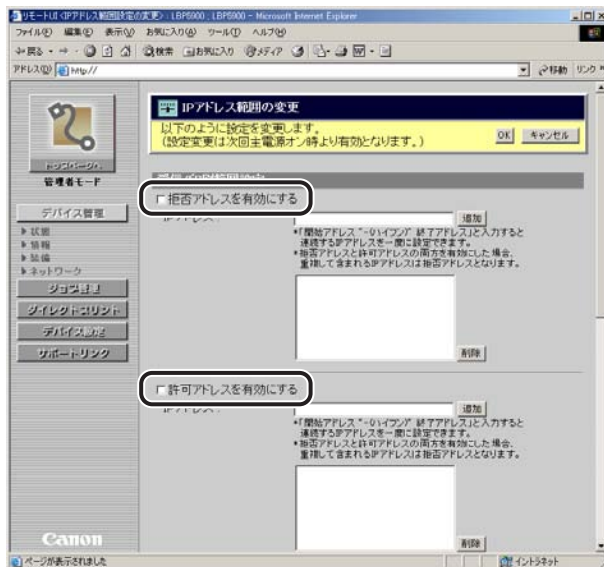 リモートUI <IPアドレス範囲設定の変更> : LBP5000 ; LBP5000 - Microsoft Internet Explorer
ファイル(F) 編集(E) 表示(V) お気に入り(A) ツール(T) ヘルプ(H)
戻る 検索 お気に入り メディア
アドレス(D) http:// 移動 リンク
IPアドレス範囲の変更
以下のように設定を変更します。
(設定変更は次回主電源オン時より有効となります。)
OK キャンセル
トップページへ
管理者モード
デバイス管理
状態
情報
装備
ネットワーク
ジョブ管理
ダイレクトプリント
デバイス設定
サポートリンク
拒否アドレスを有効にする
IPアドレス :
追加
*「開始アドレス "-(ハイフン)" 終了アドレス」と入力すると
連続するIPアドレスを一度に設定できます。
*拒否アドレスと許可アドレスの両方を有効にした場合、
重複して含まれるIPアドレスは拒否アドレスとなります。
削除
許可アドレスを有効にする
IPアドレス :
追加
*「開始アドレス "-(ハイフン)" 終了アドレス」と入力すると
連続するIPアドレスを一度に設定できます。
*拒否アドレスと許可アドレスの両方を有効にした場合、
重複して含まれるIPアドレスは拒否アドレスとなります。
削除
Canon
ページが表示されました
イントラネット